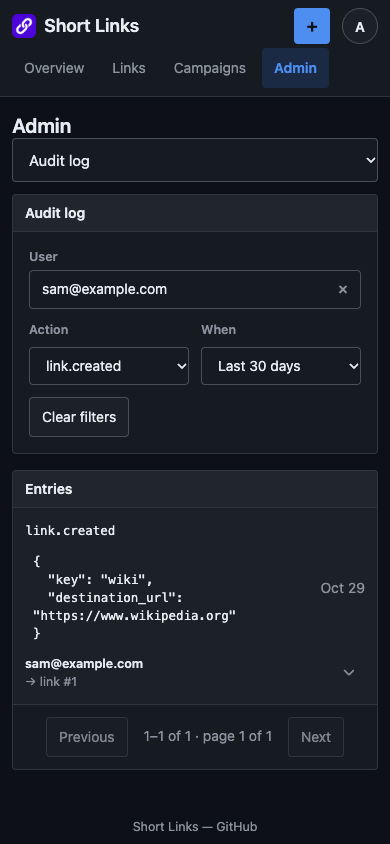 Short Links
+
A
Overview
Links
Campaigns
Admin
Admin
Audit log
Audit log
User
sam@example.com ×
Action
When
link.created
Last 30 days
Clear filters
Entries
link.created
{
"key": "wiki",
"destination_url":
"https://www.wikipedia.org"
}
Oct 29
sam@example.com
→ link #1
Previous
1–1 of 1 · page 1 of 1
Next
Short Links — GitHub